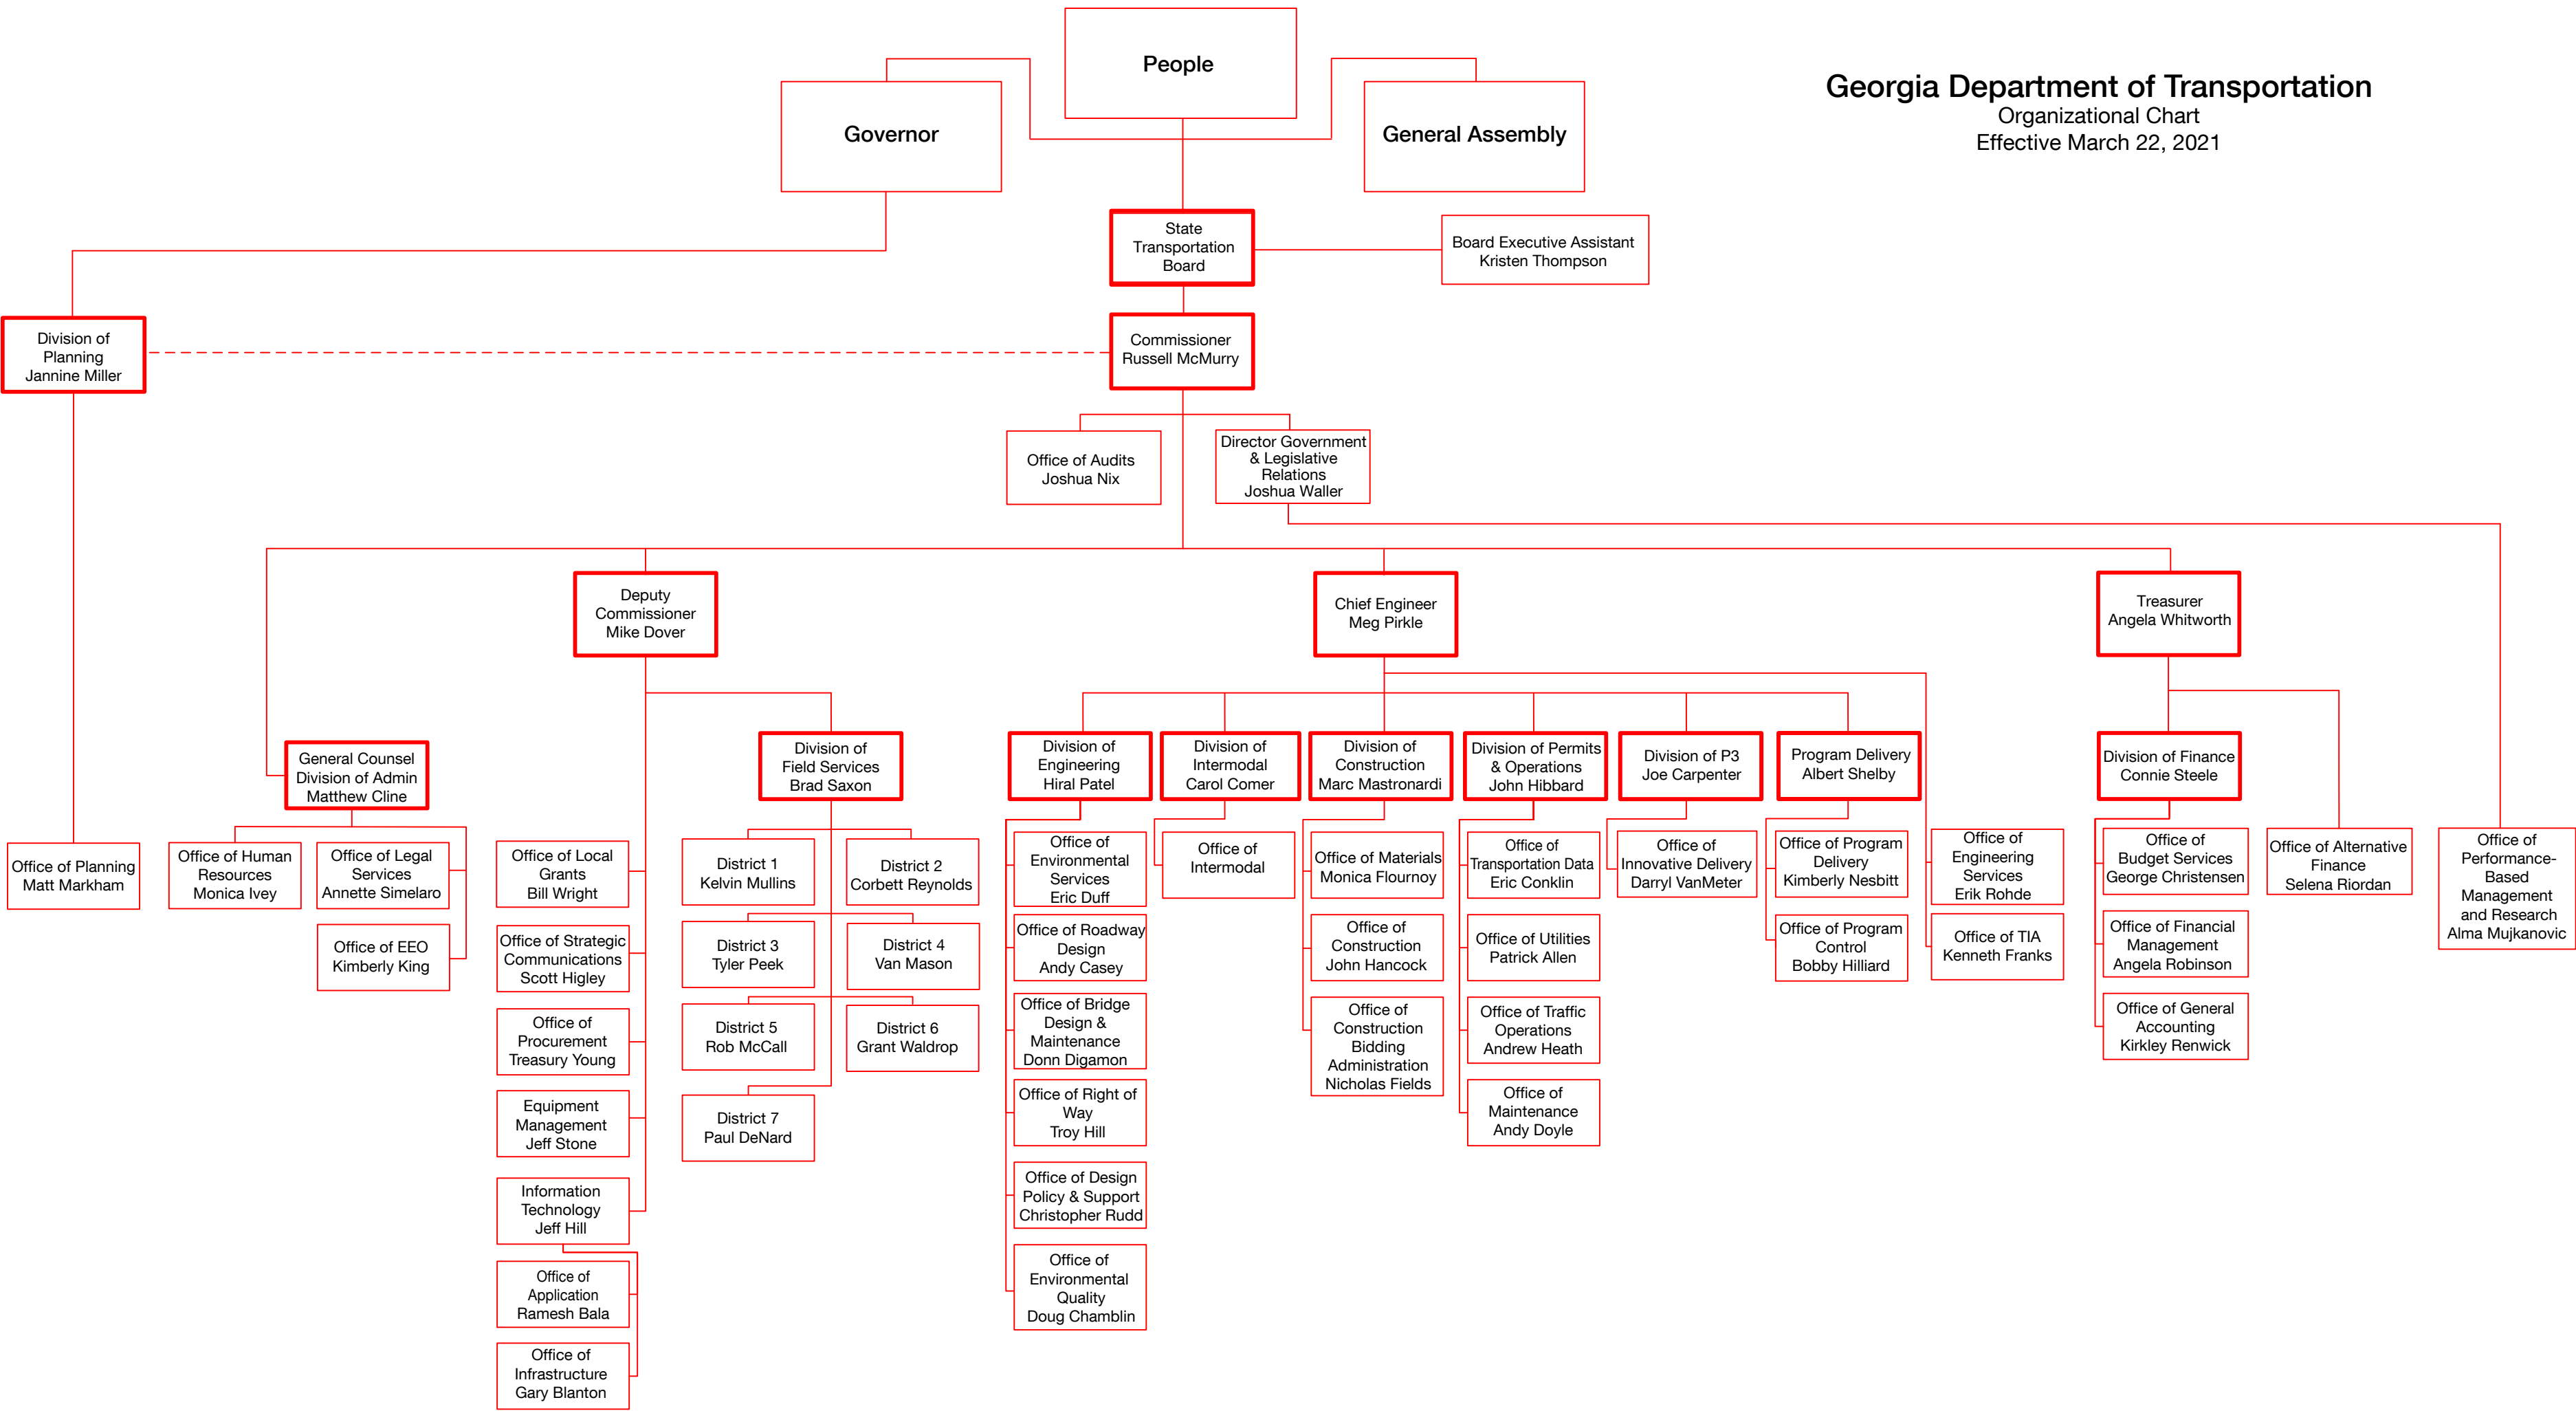 People
Governor
General Assembly
Georgia Department of Transportation
Organizational Chart
Effective March 22, 2021
State
Transportation
Board
Board Executive Assistant
Kristen Thompson
Division of
Planning
Jannine Miller
Commissioner
Russell McMurry
Office of Audits
Joshua Nix
Director Government
& Legislative
Relations
Joshua Waller
Deputy
Commissioner
Mike Dover
Chief Engineer
Meg Pirkle
Treasurer
Angela Whitworth
General Counsel
Division of Admin
Matthew Cline
Division of
Field Services
Brad Saxon
Division of
Engineering
Hiral Patel
Division of
Intermodal
Carol Comer
Division of
Construction
Marc Mastronardi
Division of Permits
& Operations
John Hibbard
Division of P3
Joe Carpenter
Program Delivery
Albert Shelby
Division of Finance
Connie Steele
Office of Planning
Matt Markham
Office of Human
Resources
Monica Ivey
Office of Legal
Services
Annette Simelaro
Office of EEO
Kimberly King
Office of Local
Grants
Bill Wright
Office of Strategic
Communications
Scott Higley
Office of
Procurement
Treasury Young
Equipment
Management
Jeff Stone
Information
Technology
Jeff Hill
Office of
Application
Ramesh Bala
Office of
Infrastructure
Gary Blanton
District 1
Kelvin Mullins
District 2
Corbett Reynolds
District 3
Tyler Peek
District 4
Van Mason
District 5
Rob McCall
District 6
Grant Waldrop
District 7
Paul DeNard
Office of
Environmental
Services
Eric Duff
Office of Roadway
Design
Andy Casey
Office of Bridge
Design &
Maintenance
Donn Digamon
Office of Right of
Way
Troy Hill
Office of Design
Policy & Support
Christopher Rudd
Office of
Environmental
Quality
Doug Chamblin
Office of
Intermodal
Office of Materials
Monica Flournoy
Office of
Construction
John Hancock
Office of
Construction
Bidding
Administration
Nicholas Fields
Office of
Transportation Data
Eric Conklin
Office of Utilities
Patrick Allen
Office of Traffic
Operations
Andrew Heath
Office of
Maintenance
Andy Doyle
Office of
Innovative Delivery
Darryl VanMeter
Office of Program
Delivery
Kimberly Nesbitt
Office of Program
Control
Bobby Hilliard
Office of
Engineering
Services
Erik Rohde
Office of TIA
Kenneth Franks
Office of
Budget Services
George Christensen
Office of Financial
Management
Angela Robinson
Office of General
Accounting
Kirkley Renwick
Office of Alternative
Finance
Selena Riordan
Office of
Performance-
Based
Management
and Research
Alma Mujkanovic